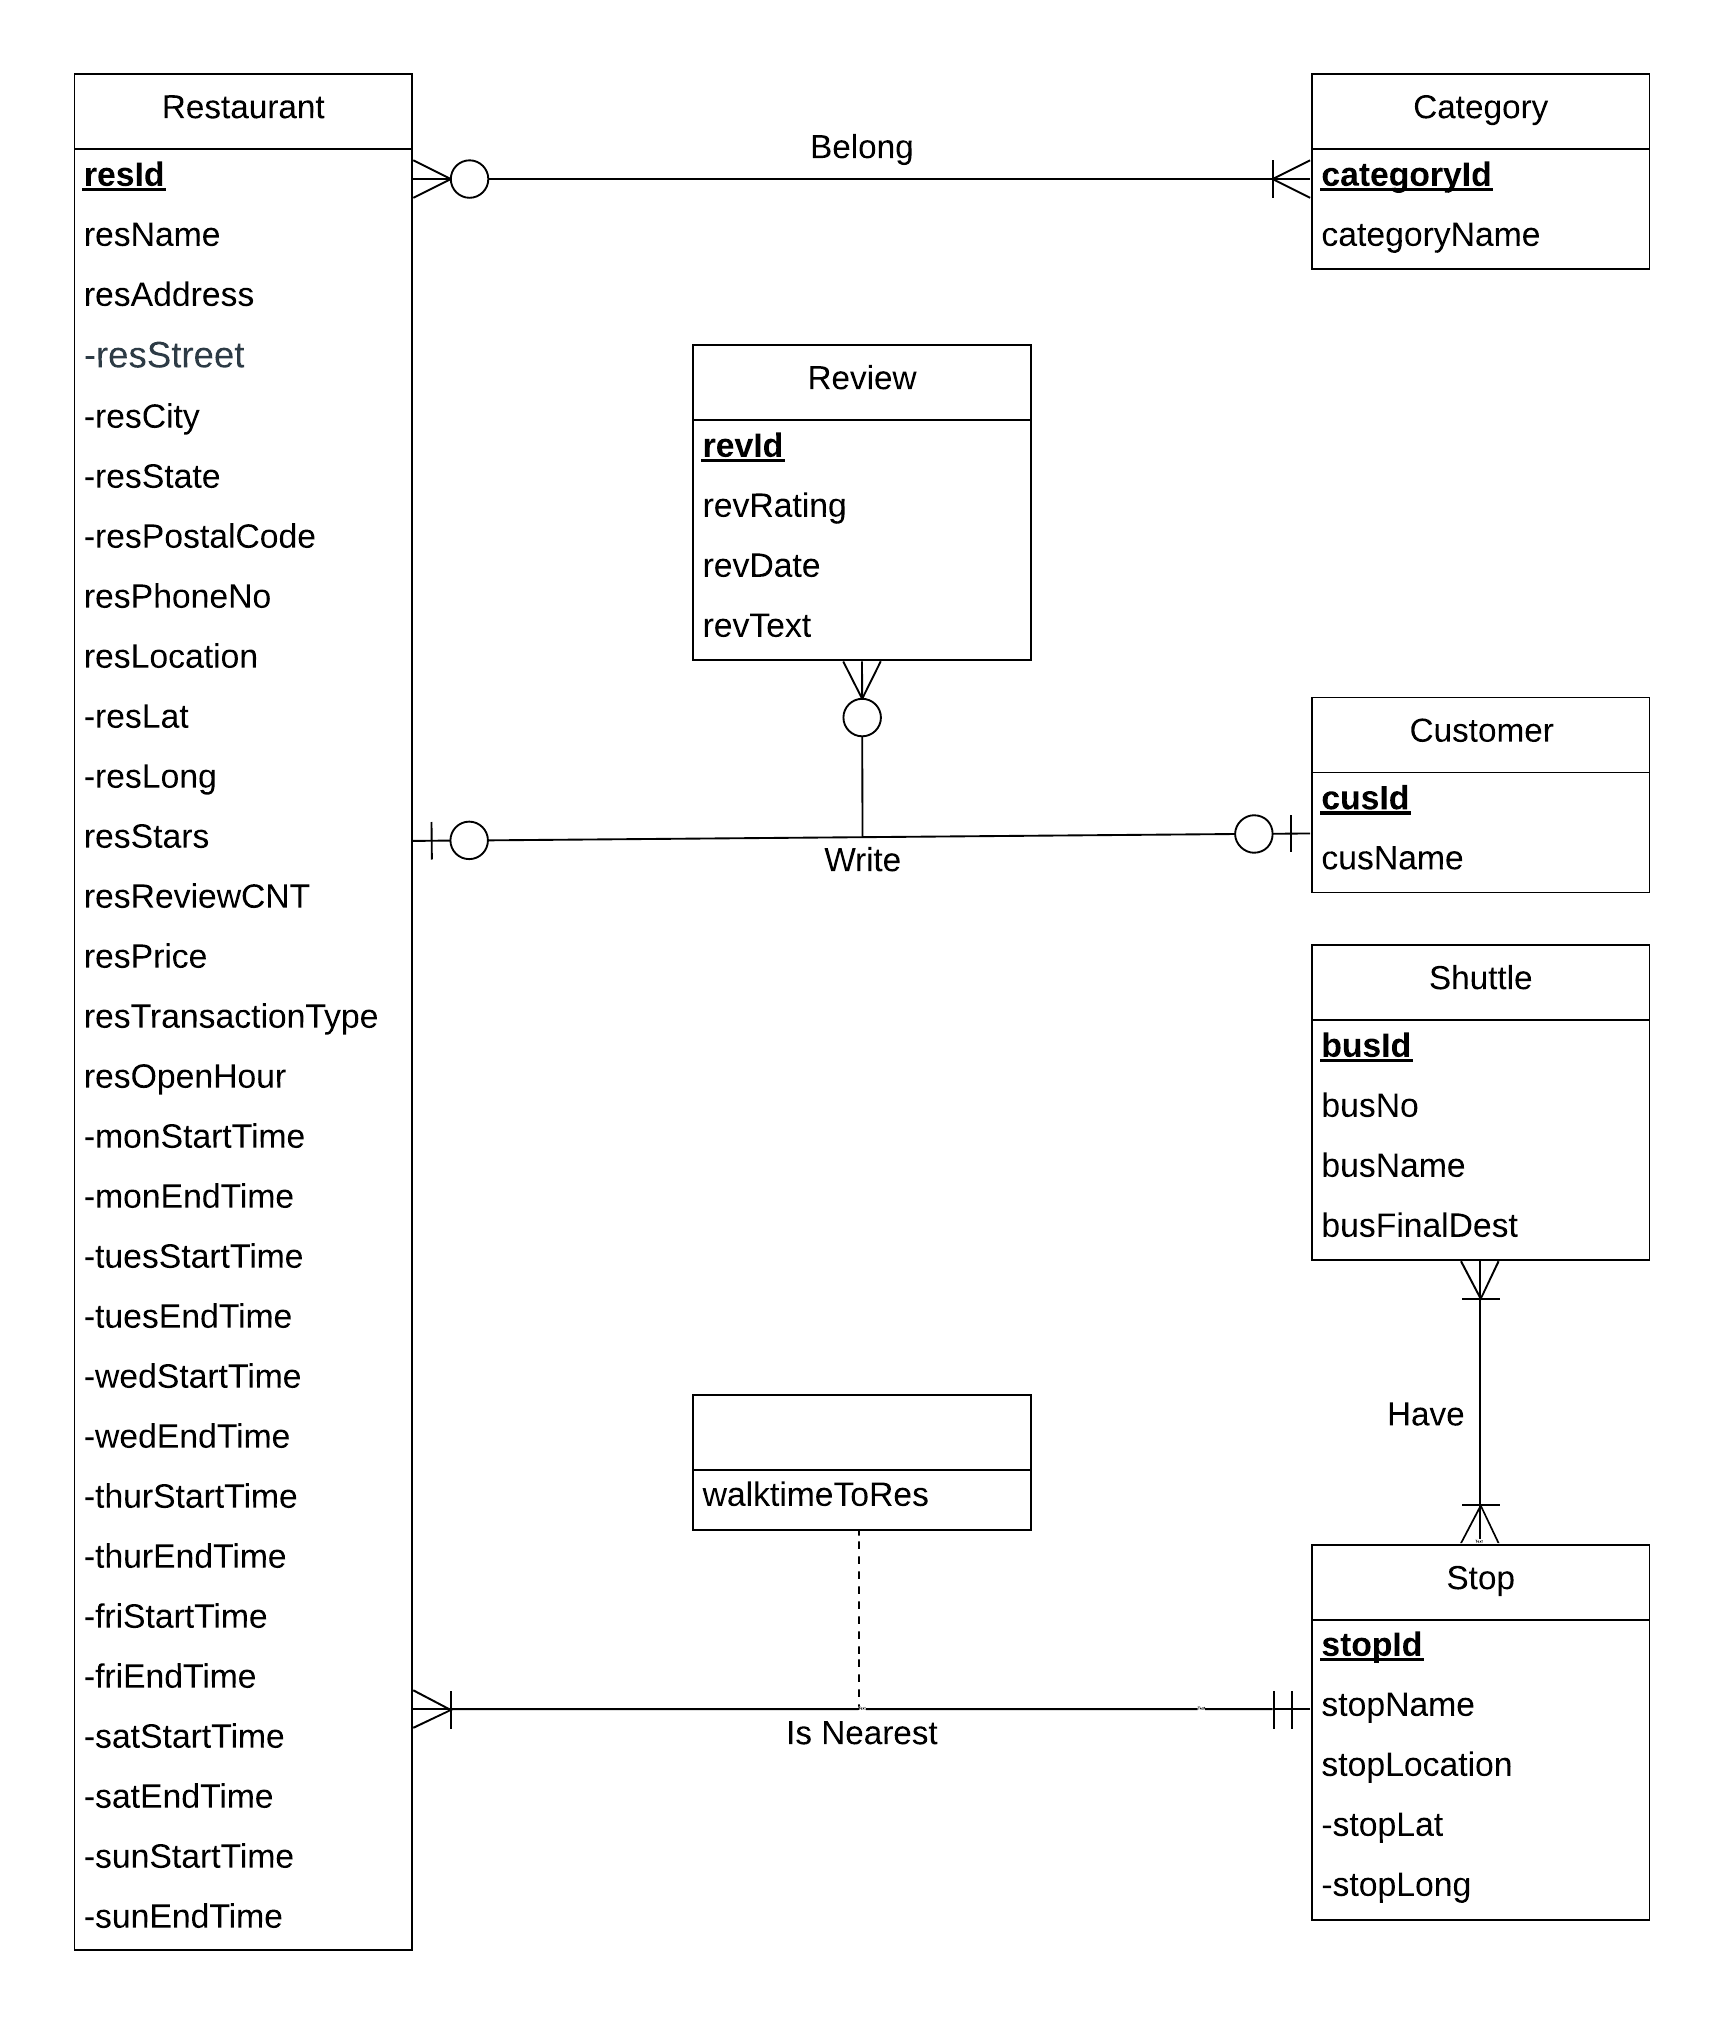 Restaurant
resId
resName
resAddress
-resStreet
-resCity
-resState
-resPostalCode
resPhoneNo
resLocation
-resLat
-resLong
resStars
resReviewCNT
resPrice
resTransactionType
resOpenHour
-monStartTime
-monEndTime
-tuesStartTime
-tuesEndTime
-wedStartTime
-wedEndTime
-thurStartTime
-thurEndTime
-friStartTime
-friEndTime
-satStartTime
-satEndTime
-sunStartTime
-sunEndTime
Belong
Category
categoryId
categoryName
Review
revId
revRating
revDate
revText
Write
Customer
cusId
cusName
Shuttle
busId
busNo
busName
busFinalDest
Have
walktimeToRes
Is Nearest
Stop
stopId
stopName
stopLocation
-stopLat
-stopLong